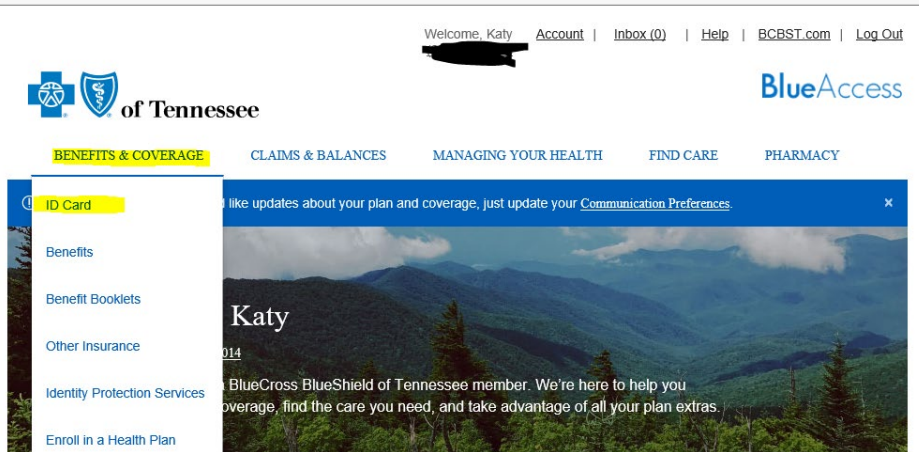 Welcome, Katy Account | Inbox (0) | Help | BCBST.com | Log Out
of Tennessee
BlueAccess
BENEFITS & COVERAGE CLAIMS & BALANCES MANAGING YOUR HEALTH FIND CARE PHARMACY
ID Card
like updates about your plan and coverage, just update your Communication Preferences. ×
Benefits
Benefit Booklets
Katy
Other Insurance
014
BlueCross BlueShield of Tennessee member. We're here to help you
Identity Protection Services
overage, find the care you need, and take advantage of all your plan extras.
Enroll in a Health Plan